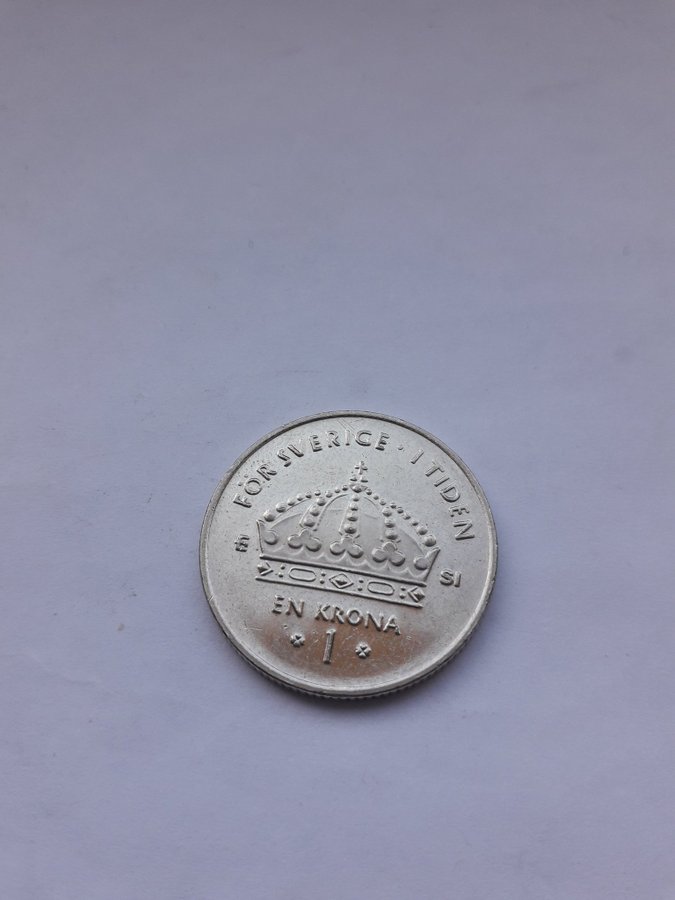 FÖR SVERIGE · I TIDEN
SI
EN KRONA
1